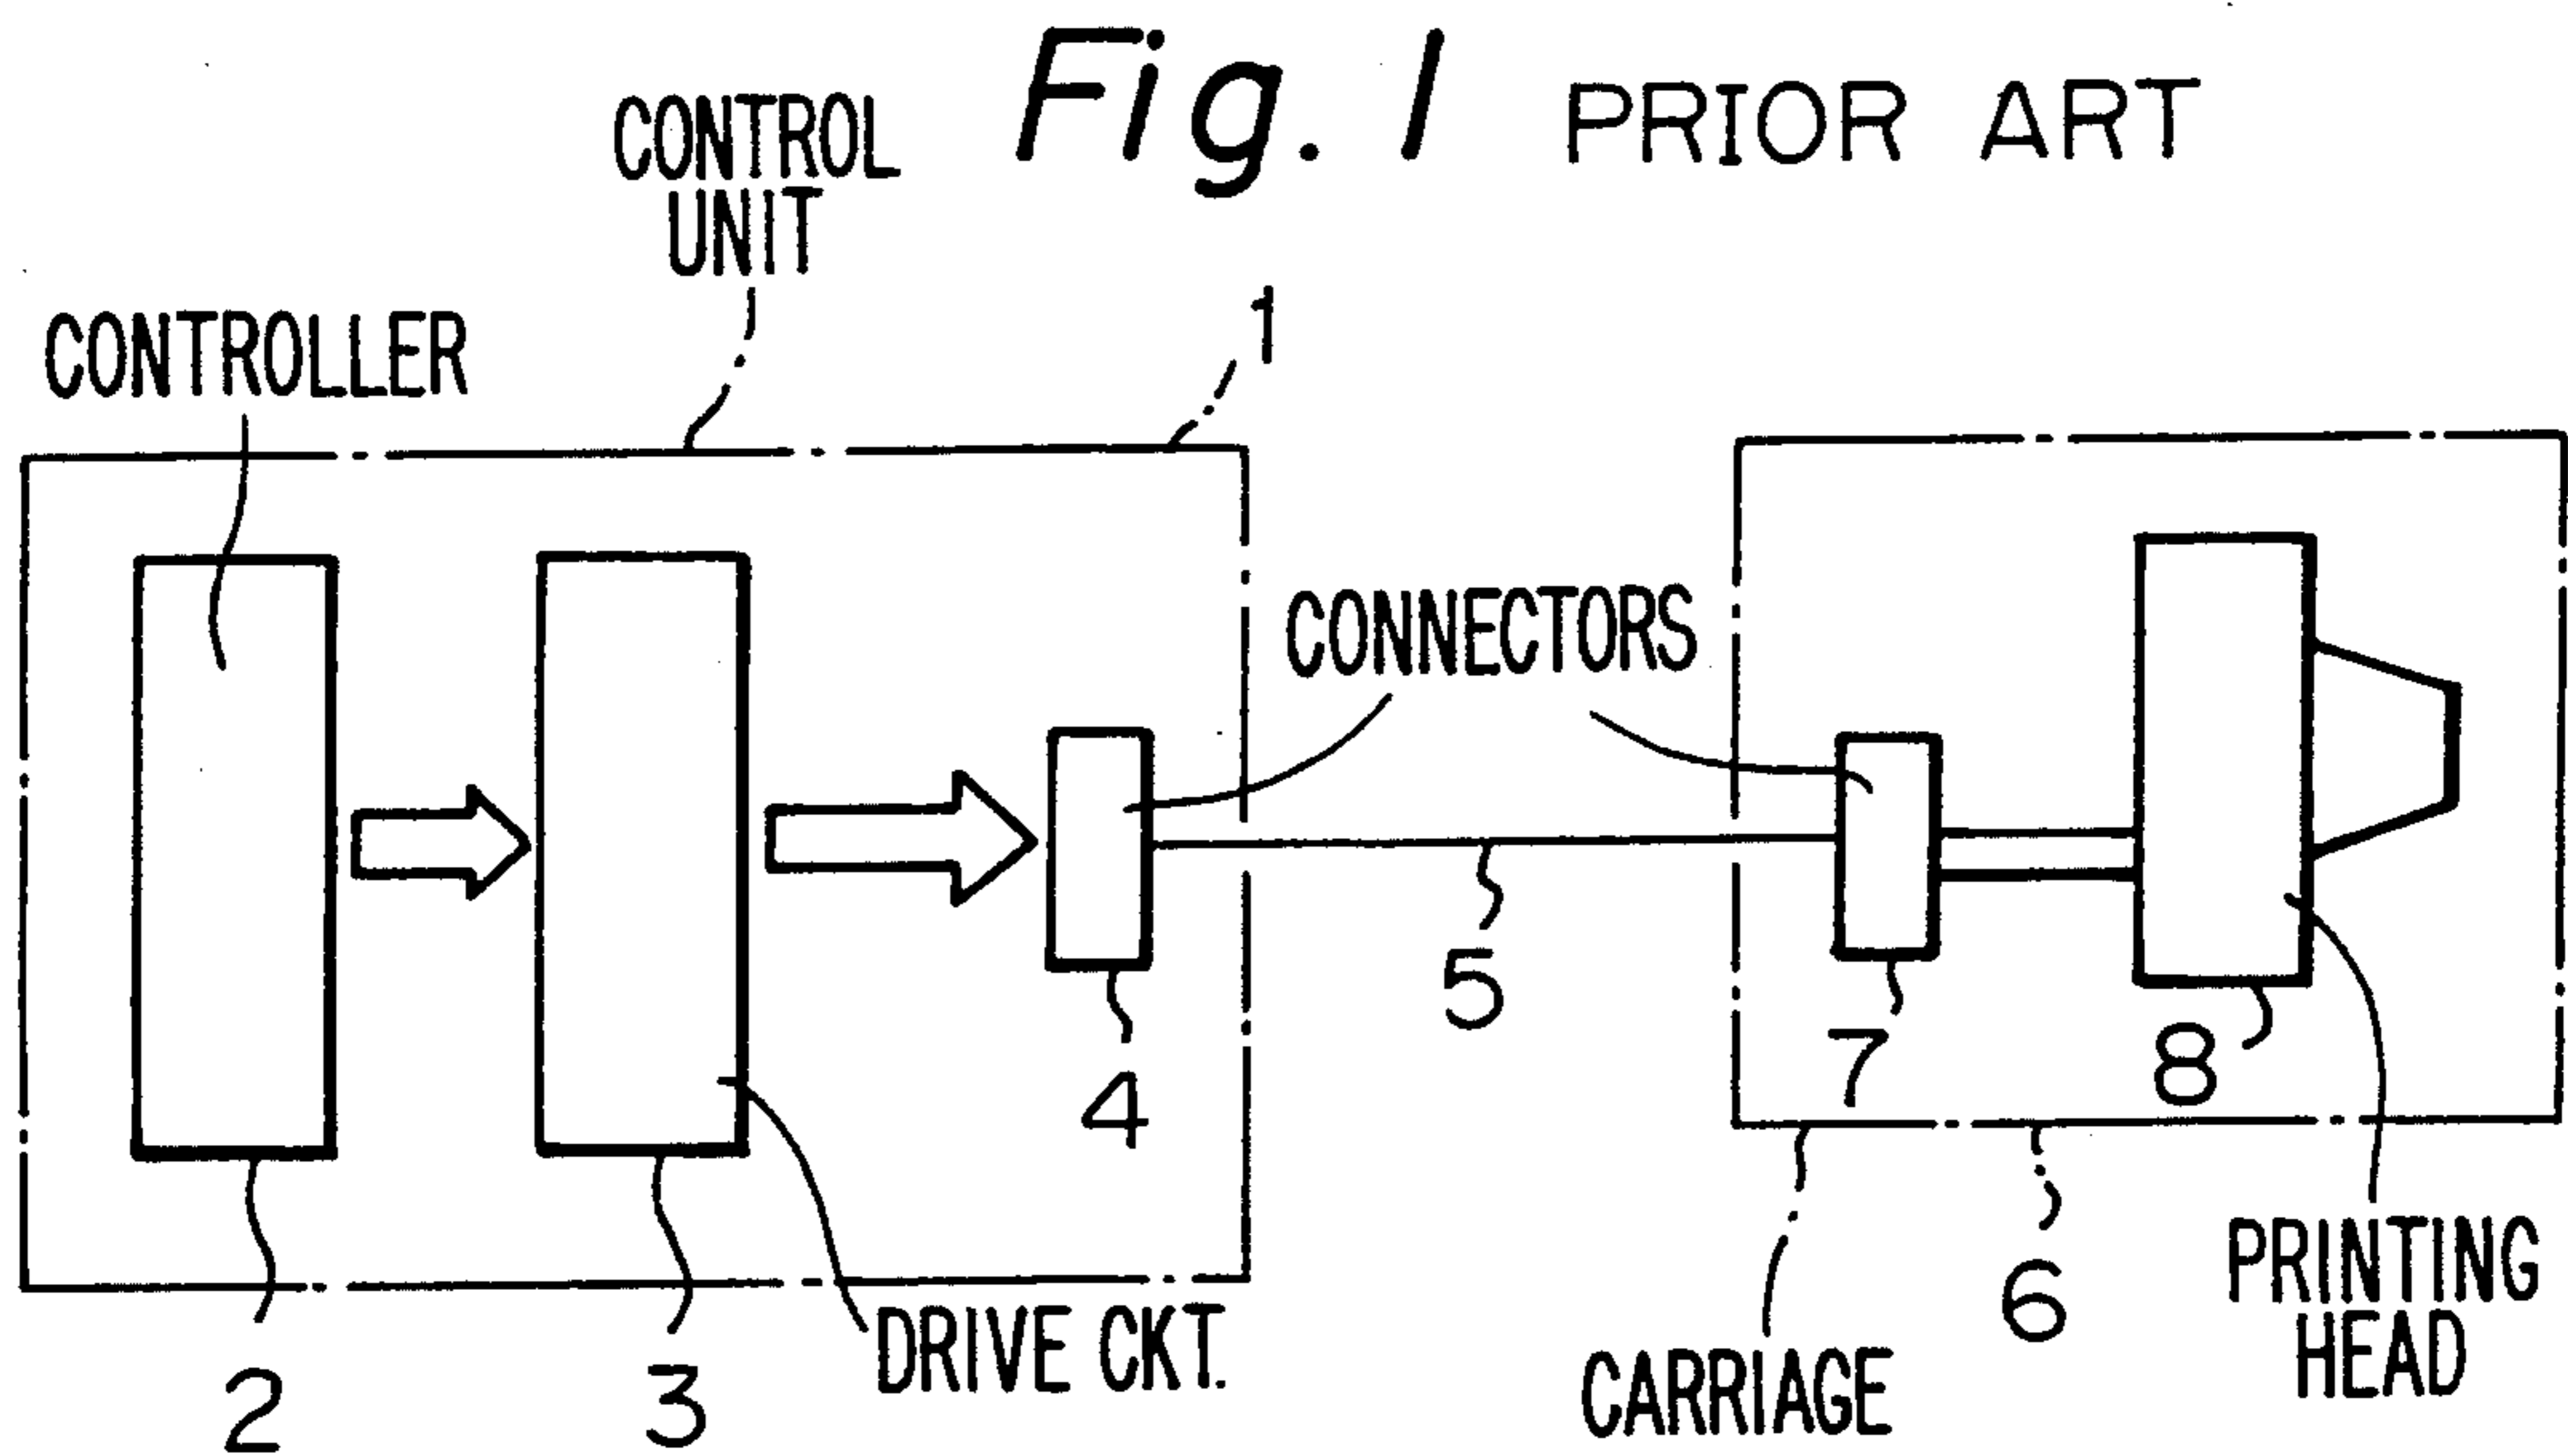 Fig. 1 PRIOR ART
CONTROL
UNIT
CONTROLLER
1
CONNECTORS
5
4
7
8
6
2
3
DRIVE CKT.
CARRIAGE
PRINTING
HEAD